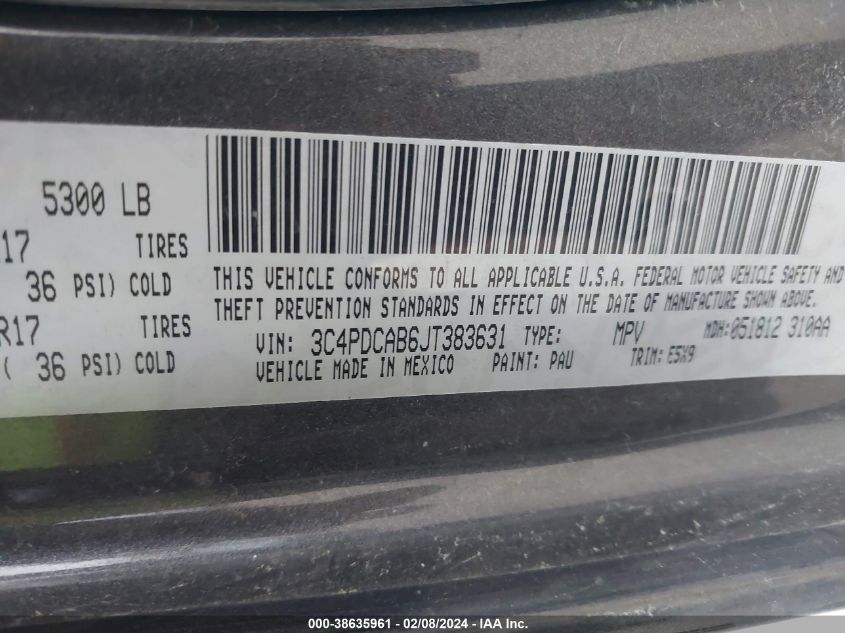 5300 LB
17 TIRES
36 PSI) COLD
R17 TIRES
( 36 PSI) COLD
THIS VEHICLE CONFORMS TO ALL APPLICABLE U.S.A. FEDERAL MOTOR VEHICLE SAFETY AND
THEFT PREVENTION STANDARDS IN EFFECT ON THE DATE OF MANUFACTURE SHOWN ABOVE.
VIN: 3C4PDCAB6JT383631 TYPE: MPV MDH:051812 310AA
VEHICLE MADE IN MEXICO PAINT: PAU TRIM: E5X9
000-38635961 - 02/08/2024 - IAA Inc.